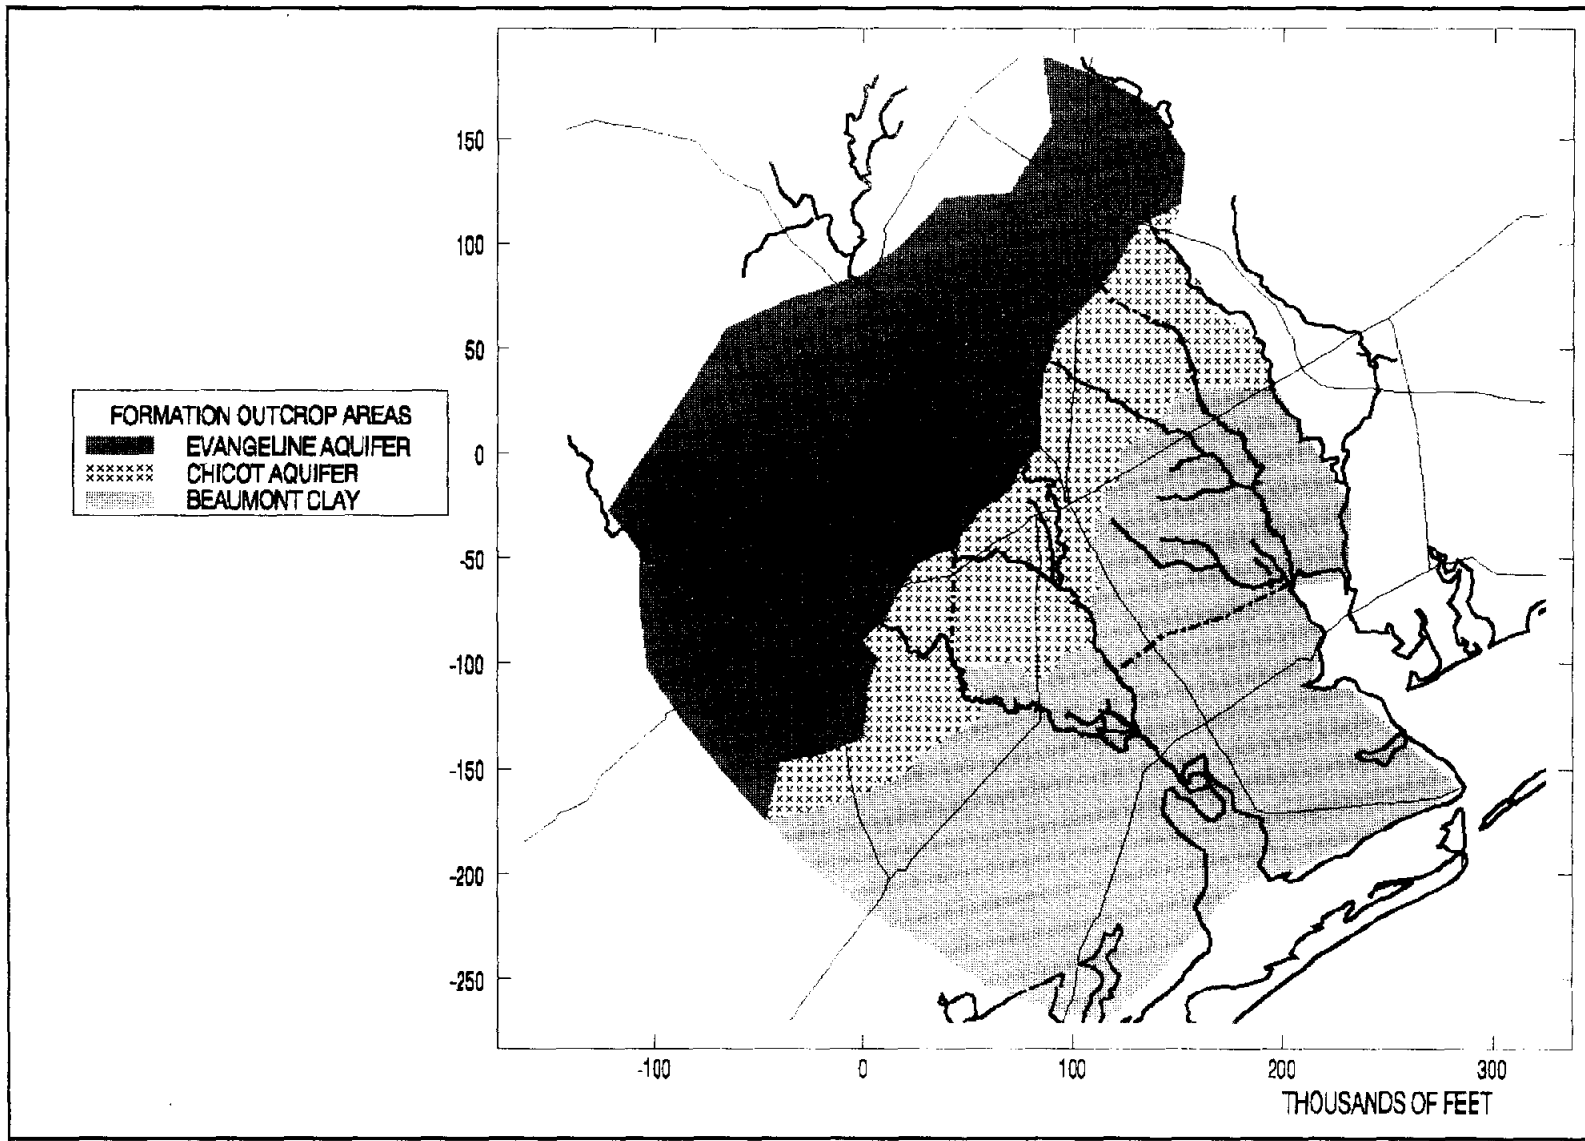 150
100
50
0
-50
-100
-150
-200
-250
FORMATION OUTCROP AREAS
EVANGELINE AQUIFER
CHICOT AQUIFER
BEAUMONT CLAY
-100 0 100 200 300
THOUSANDS OF FEET